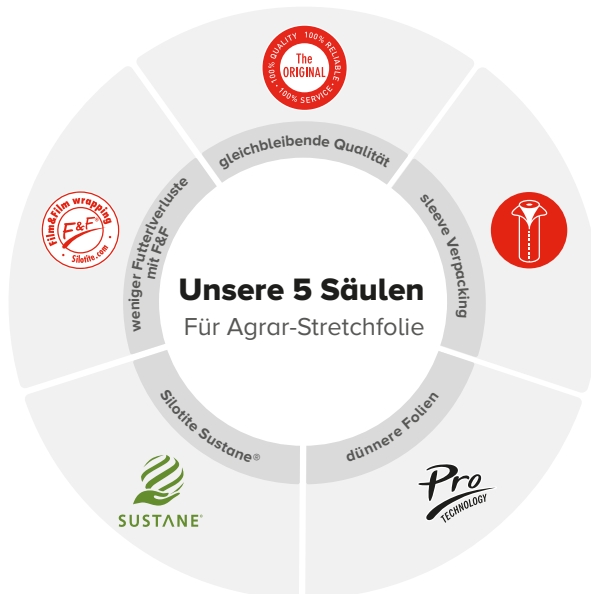 100% QUALITY · 100% RELIABLE · 100% SERVICE ·
The
ORIGINAL
gleichbleibende Qualität
sleeve Verpacking
dünnere Folien
Pro
TECHNOLOGY
Silotite Sustane®
SUSTANE®
weniger Futterlverluste
mit F&F
Film&Film wrapping
F&F®
· Silotite.com ·
Unsere 5 Säulen
Für Agrar-Stretchfolie